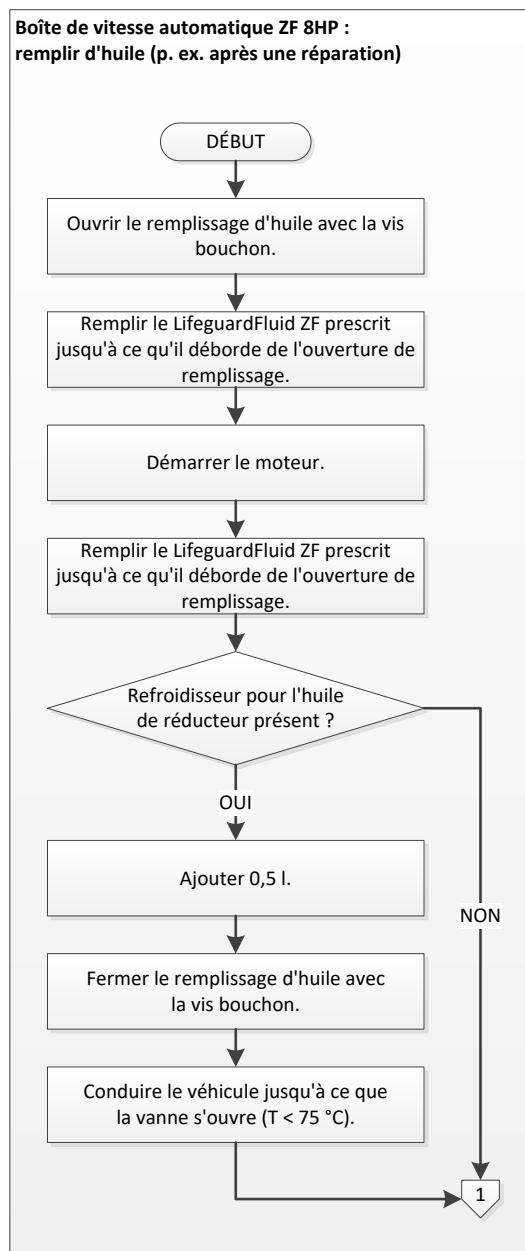 Boîte de vitesse automatique ZF 8HP :
remplir d'huile (p. ex. après une réparation)
DÉBUT
Ouvrir le remplissage d'huile avec la vis
bouchon.
Remplir le LifeguardFluid ZF prescrit
jusqu'à ce qu'il déborde de l'ouverture de
remplissage.
Démarrer le moteur.
Remplir le LifeguardFluid ZF prescrit
jusqu'à ce qu'il déborde de l'ouverture de
remplissage.
Refroidisseur pour l'huile
de réducteur présent ?
OUI
Ajouter 0,5 l.
NON
Fermer le remplissage d'huile avec
la vis bouchon.
Conduire le véhicule jusqu'à ce que
la vanne s'ouvre (T < 75 °C).
1